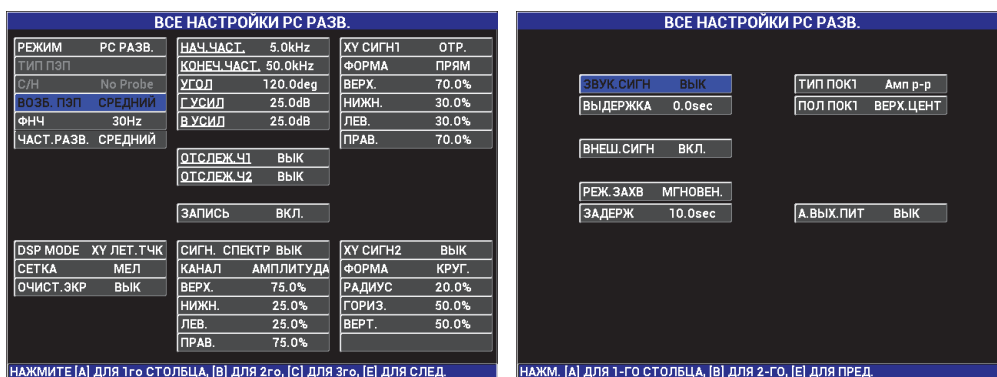 ВСЕ НАСТРОЙКИ РС РАЗВ.
РЕЖИМ РС РАЗВ.
ТИП ПЭП
С/Н No Probe
ВОЗБ. ПЭП СРЕДНИЙ
ФНЧ 30Hz
ЧАСТ.РАЗВ. СРЕДНИЙ
DSP MODE XY ЛЕТ.ТЧК
СЕТКА МЕЛ
ОЧИСТ.ЭКР ВЫК
НАЧ.ЧАСТ. 5.0kHz
КОНЕЧ.ЧАСТ. 50.0kHz
УГОЛ 120.0deg
Г УСИЛ 25.0dB
В УСИЛ 25.0dB
ОТСЛЕЖ.Ч1 ВЫК
ОТСЛЕЖ.Ч2 ВЫК
ЗАПИСЬ ВКЛ.
СИГН. СПЕКТР ВЫК
КАНАЛ АМПЛИТУДА
ВЕРХ. 75.0%
НИЖН. 25.0%
ЛЕВ. 25.0%
ПРАВ. 75.0%
XY СИГН1 ОТР.
ФОРМА ПРЯМ
ВЕРХ. 70.0%
НИЖН. 30.0%
ЛЕВ. 30.0%
ПРАВ. 70.0%
XY СИГН2 ВЫК
ФОРМА КРУГ.
РАДИУС 20.0%
ГОРИЗ. 50.0%
ВЕРТ. 50.0%
НАЖМИТЕ [A] ДЛЯ 1го СТОЛБЦА, [B] ДЛЯ 2го, [C] ДЛЯ 3го, [E] ДЛЯ СЛЕД.
ВСЕ НАСТРОЙКИ РС РАЗВ.
ЗВУК.СИГН ВЫК
ВЫДЕРЖКА 0.0sec
ВНЕШ.СИГН ВКЛ.
РЕЖ.ЗАХВ МГНОВЕН.
ЗАДЕРЖ 10.0sec
ТИП ПОК1 Амп р-р
ПОЛ ПОК1 ВЕРХ.ЦЕНТ
А.ВЫХ.ПИТ ВЫК
НАЖМ. [A] ДЛЯ 1-ГО СТОЛБЦА, [B] ДЛЯ 2-ГО, [E] ДЛЯ ПРЕД.